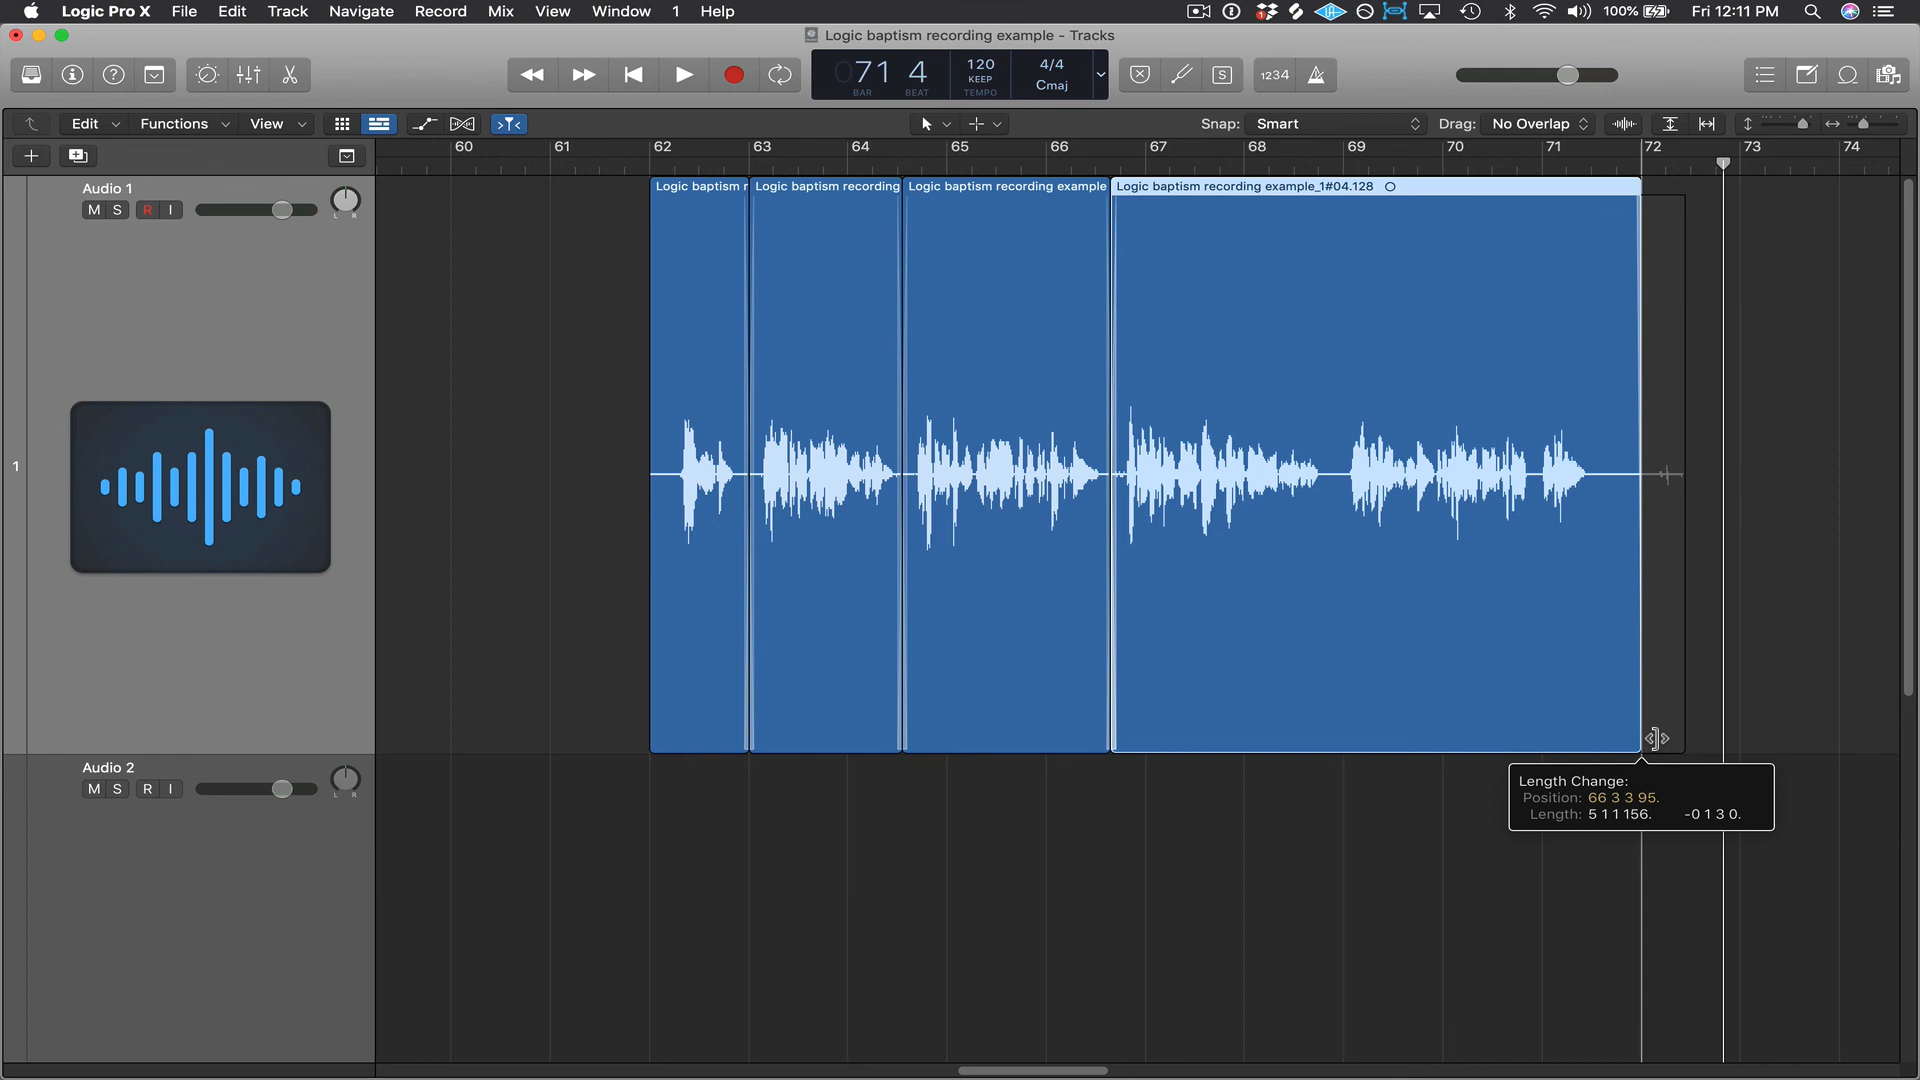 Logic Pro X File Edit Track Navigate Record Mix View Window 1 Help 100% Fri 12:11 PM
Logic baptism recording example - Tracks
071 4 120 4/4
KEEP Cmaj
BAR BEAT TEMPO
S 1234
Edit Functions View Snap: Smart Drag: No Overlap
60 61 62 63 64 65 66 67 68 69 70 71 72 73 74
Audio 1
M S R I
L R
Logic baptism r Logic baptism recording Logic baptism recording example Logic baptism recording example_1#04.128
1
Audio 2
M S R I
L R
Length Change:
Position: 66 3 3 95.
Length: 5 1 1 156. -0 1 3 0.